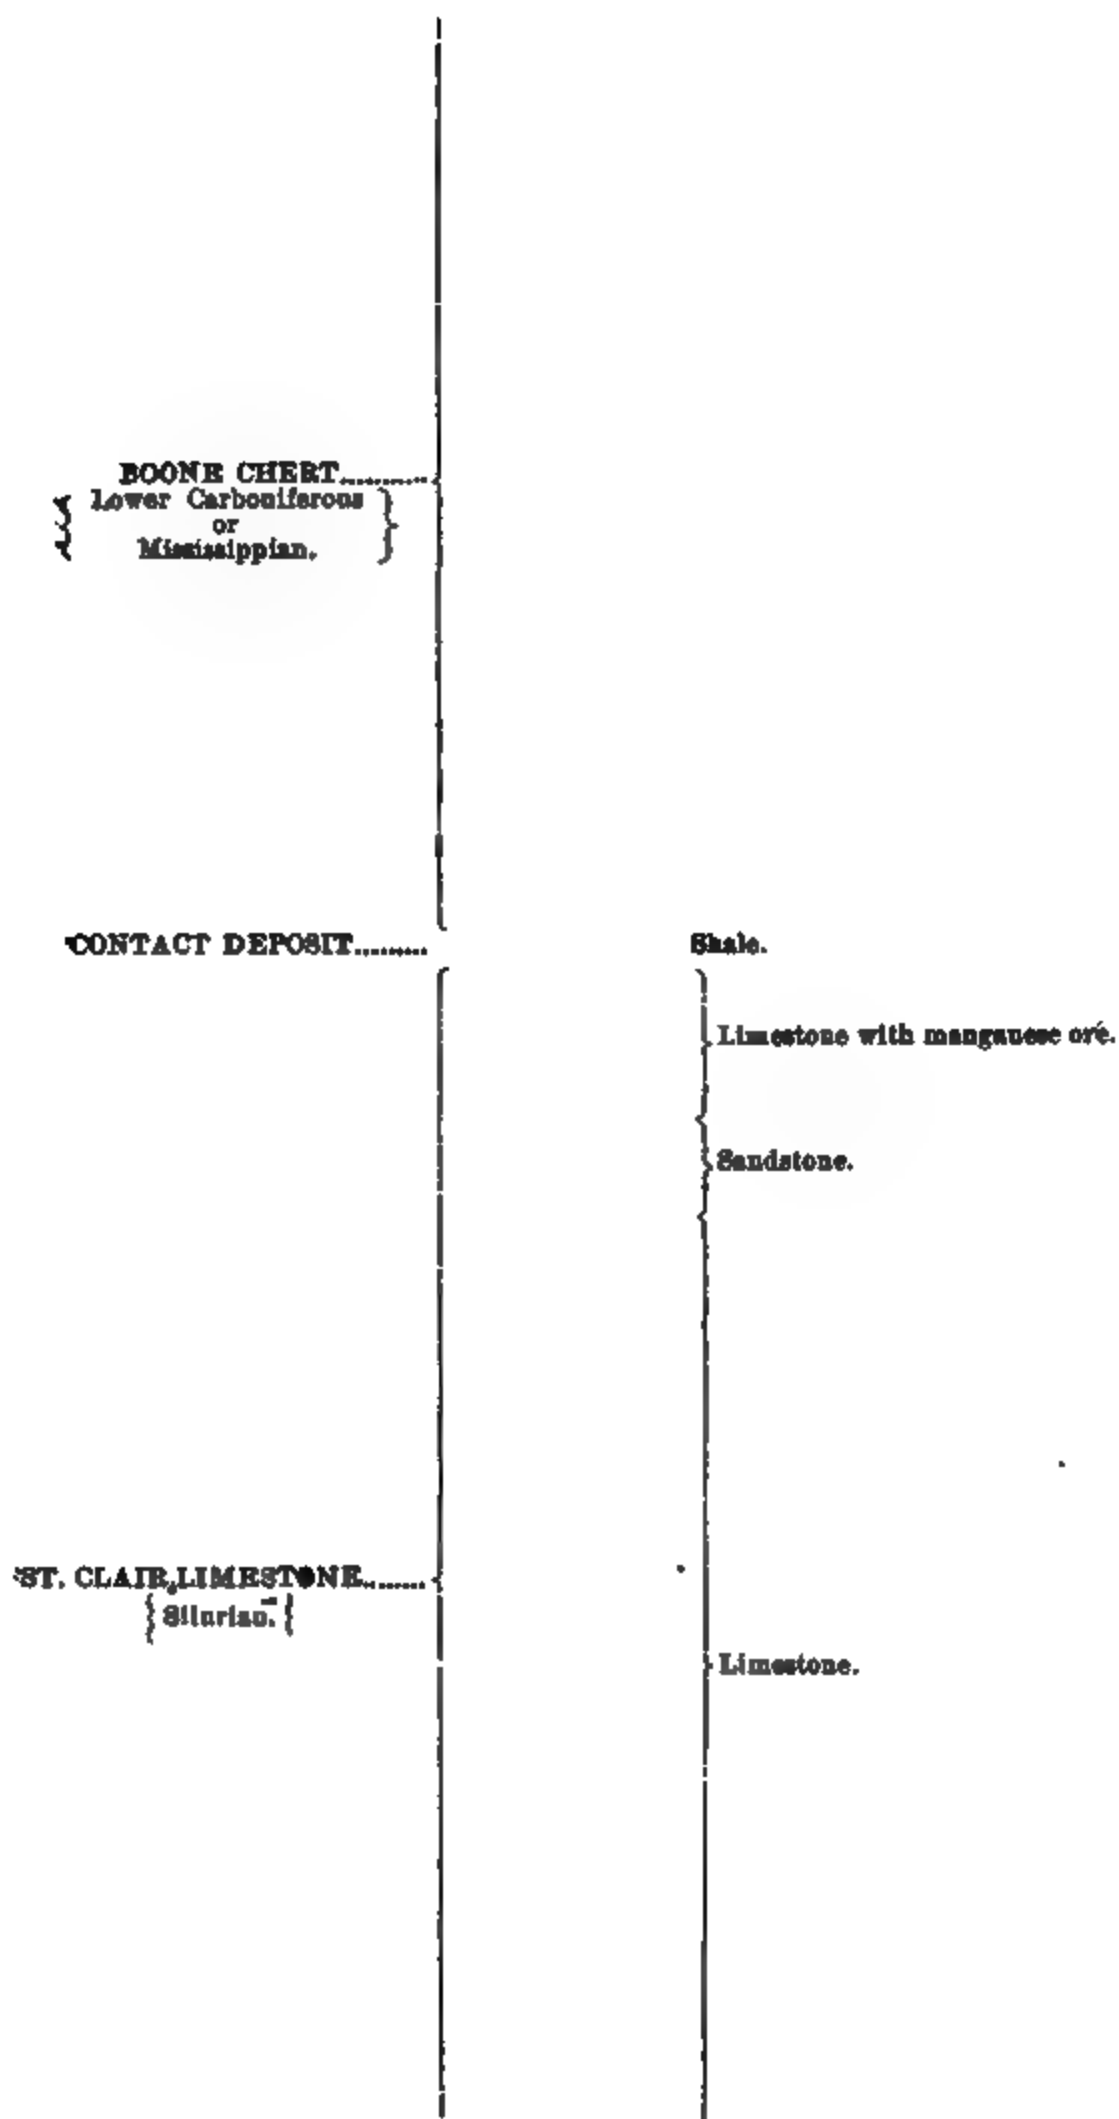 BOONE CHERT..........
Lower Carboniferous
or
Mississippian.
CONTACT DEPOSIT.........
Shale.
Limestone with manganese ore.
Sandstone.
ST. CLAIR LIMESTONE.......
Silurian.
Limestone.